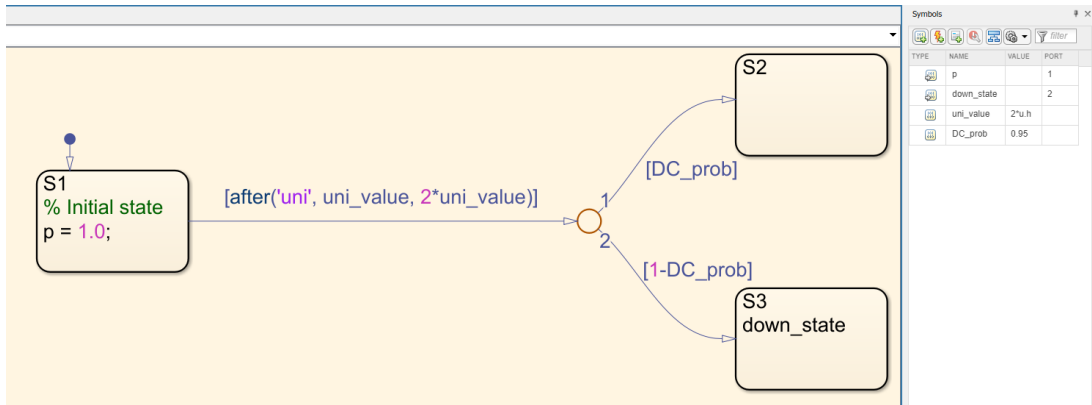 Symbols
filter
TYPE NAME VALUE PORT
p 1
down_state 2
uni_value 2*u.h
DC_prob 0.95
S1
% Initial state
p = 1.0;
[after('uni', uni_value, 2*uni_value)]
1
2
[DC_prob]
[1-DC_prob]
S2
S3
down_state